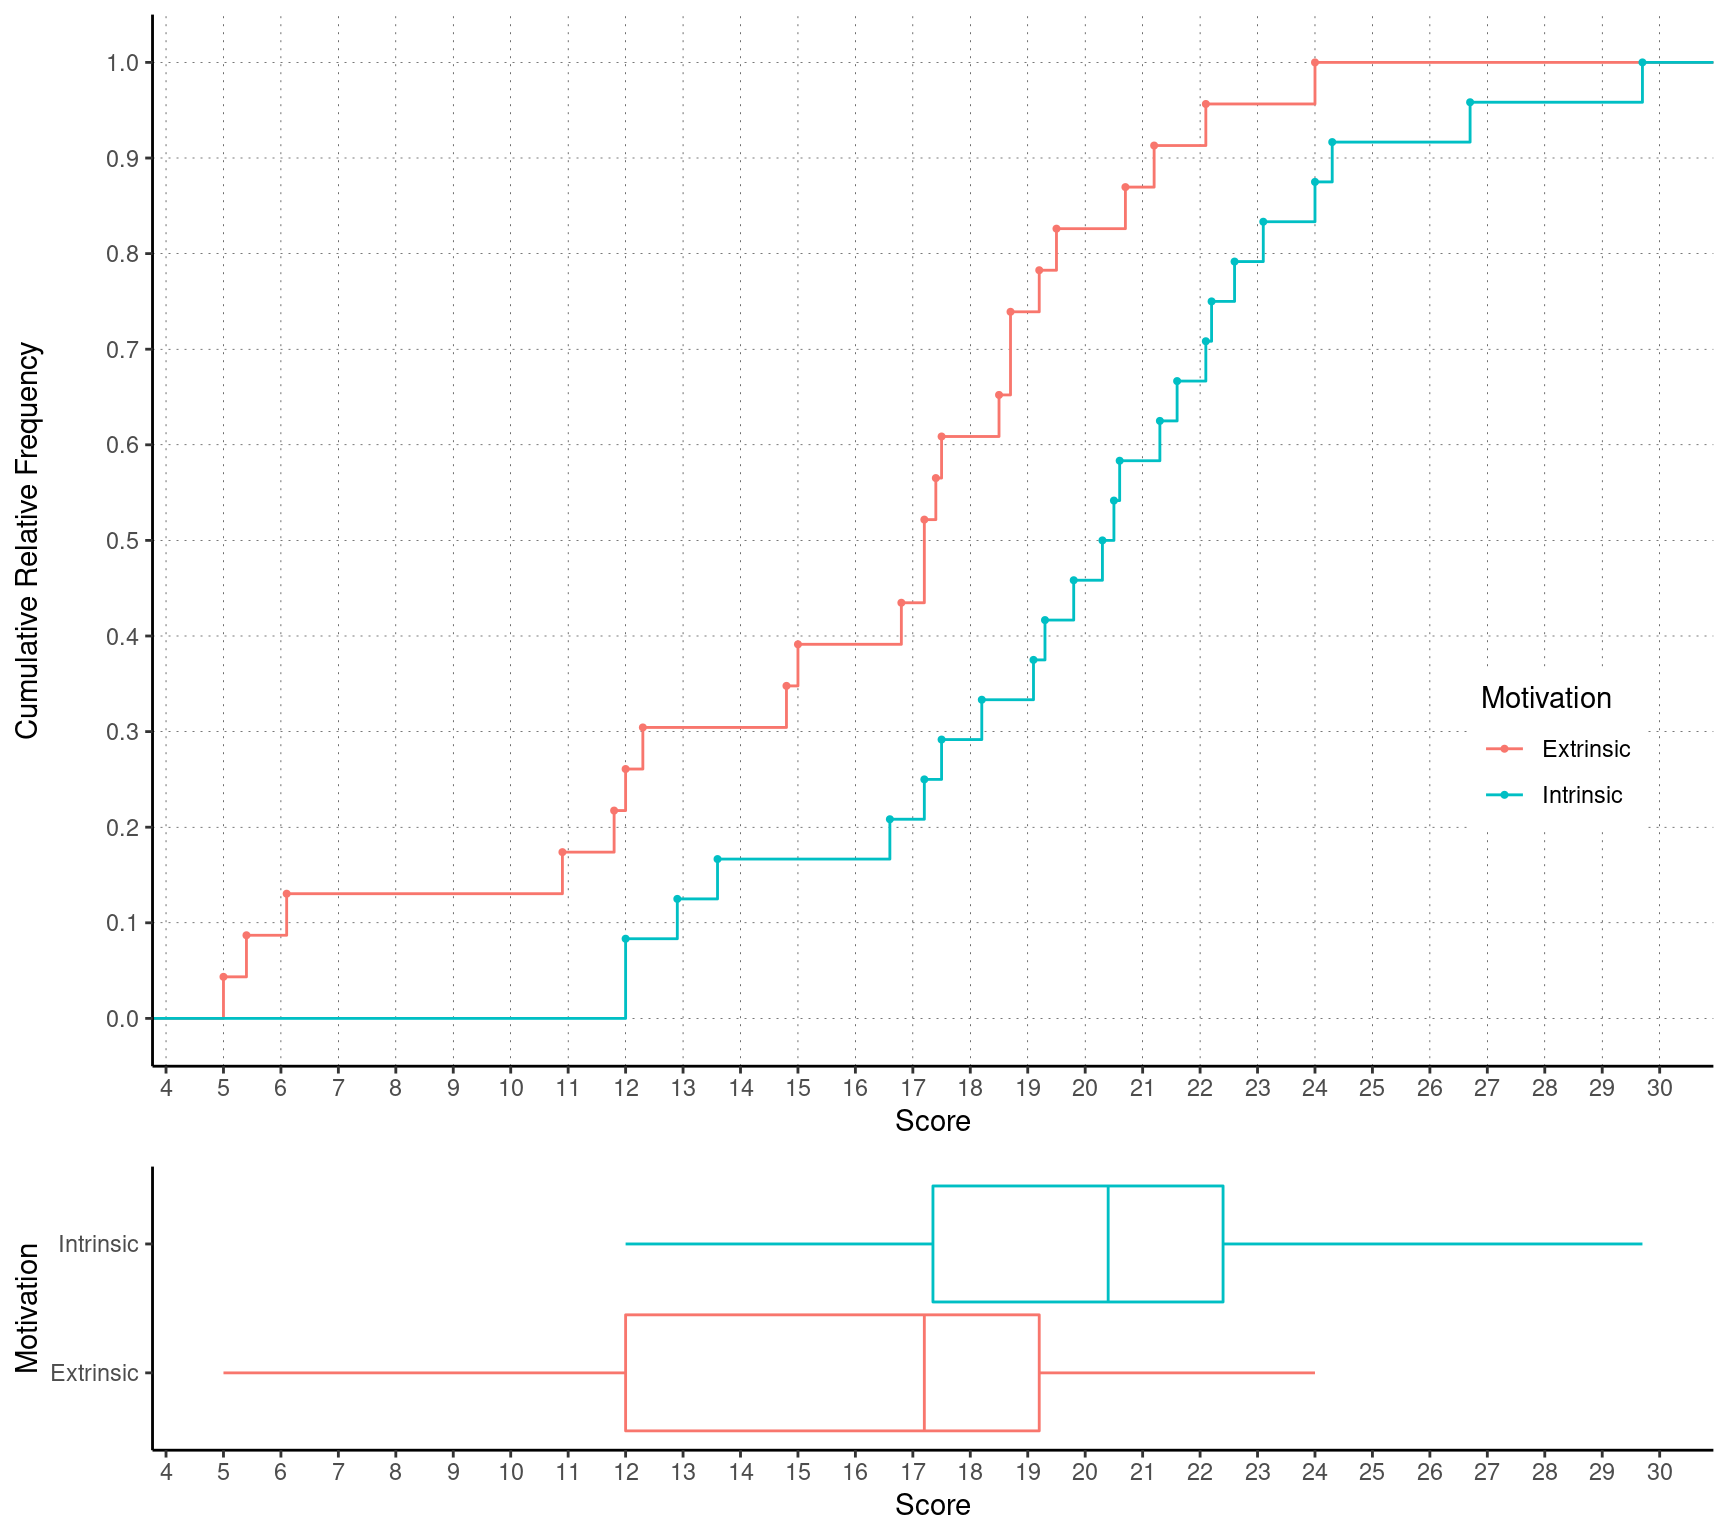 1.0
0.9
0.8
0.7
0.6
0.5
0.4
0.3
0.2
0.1
0.0
Cumulative Relative Frequency
Motivation
Extrinsic
Intrinsic
4 5 6 7 8 9 10 11 12 13 14 15 16 17 18 19 20 21 22 23 24 25 26 27 28 29 30
Score
Motivation
Intrinsic
Extrinsic
4 5 6 7 8 9 10 11 12 13 14 15 16 17 18 19 20 21 22 23 24 25 26 27 28 29 30
Score